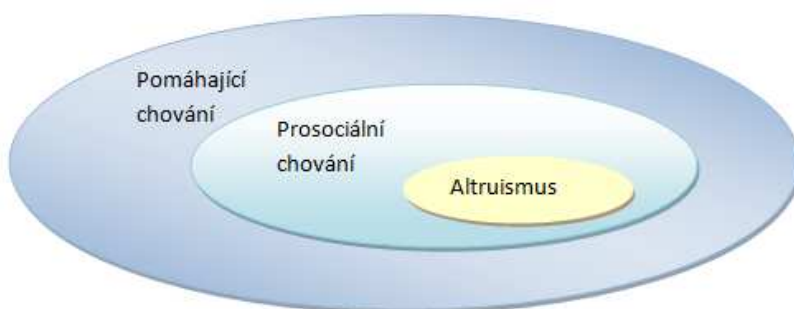 Pomáhající
chování
Prosociální
chování
Altruismus